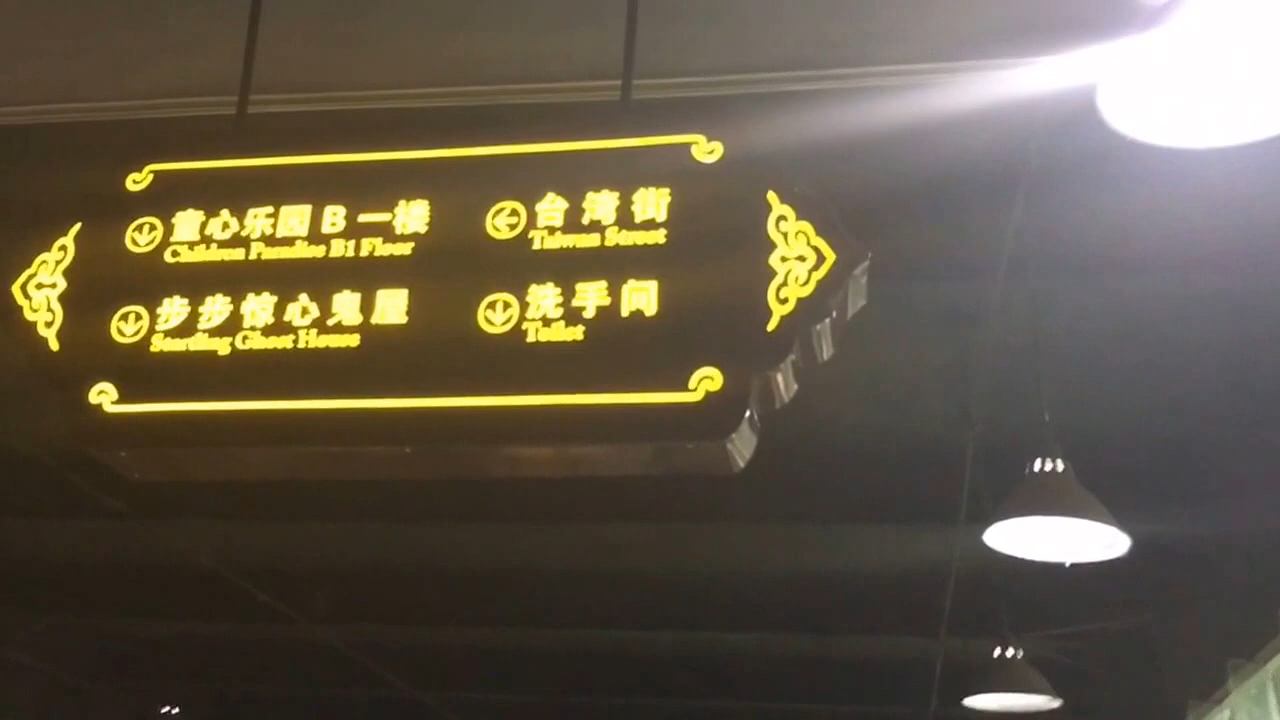 童心乐园B一楼
Children Paradise B1 Floor
台湾街
Taiwan Street
步步惊心鬼屋
Startling Ghost House
洗手间
Toilet